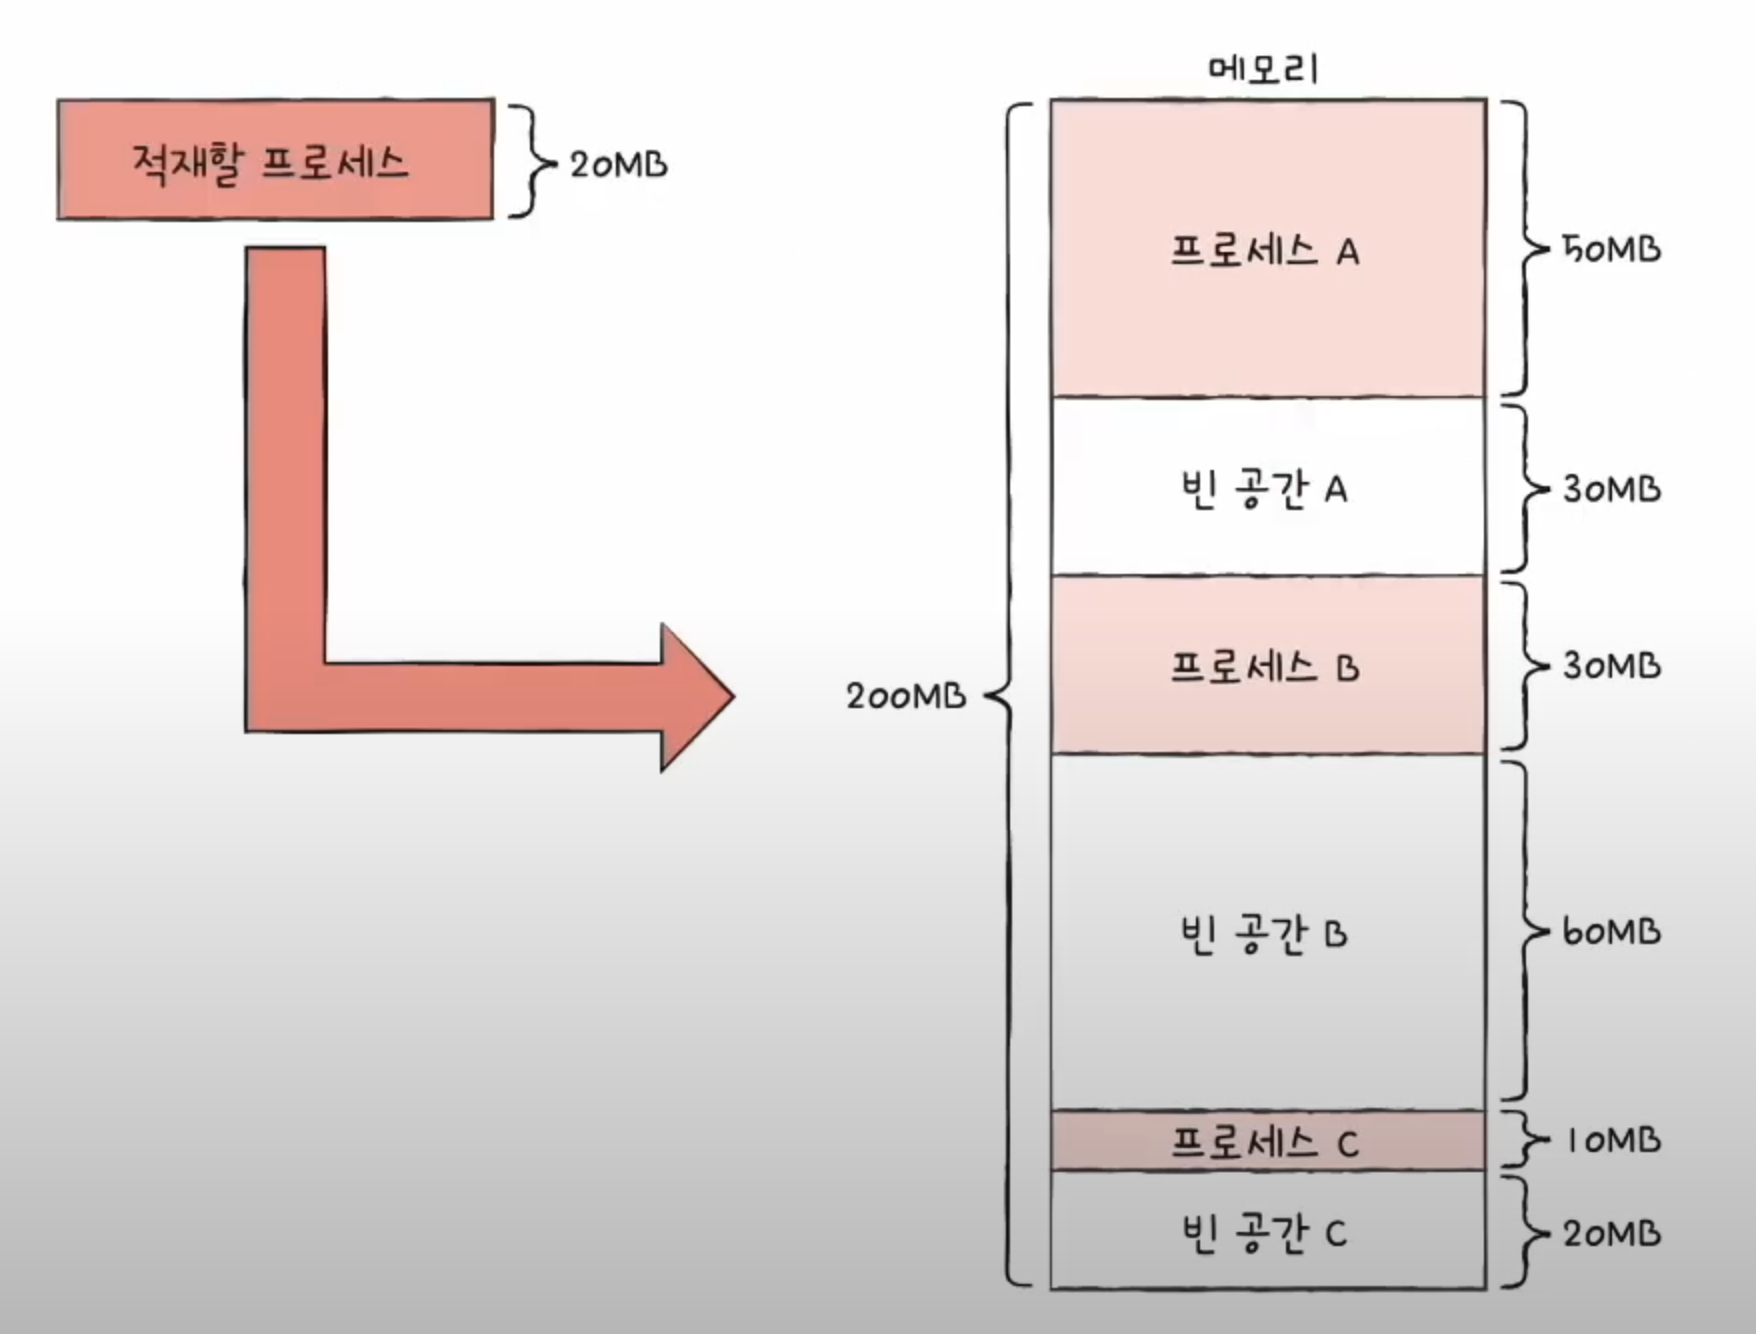 적재할 프로세스
20MB
메모리
200MB
프로세스 A
50MB
빈 공간 A
30MB
프로세스 B
30MB
빈 공간 B
60MB
프로세스 C
10MB
빈 공간 C
20MB